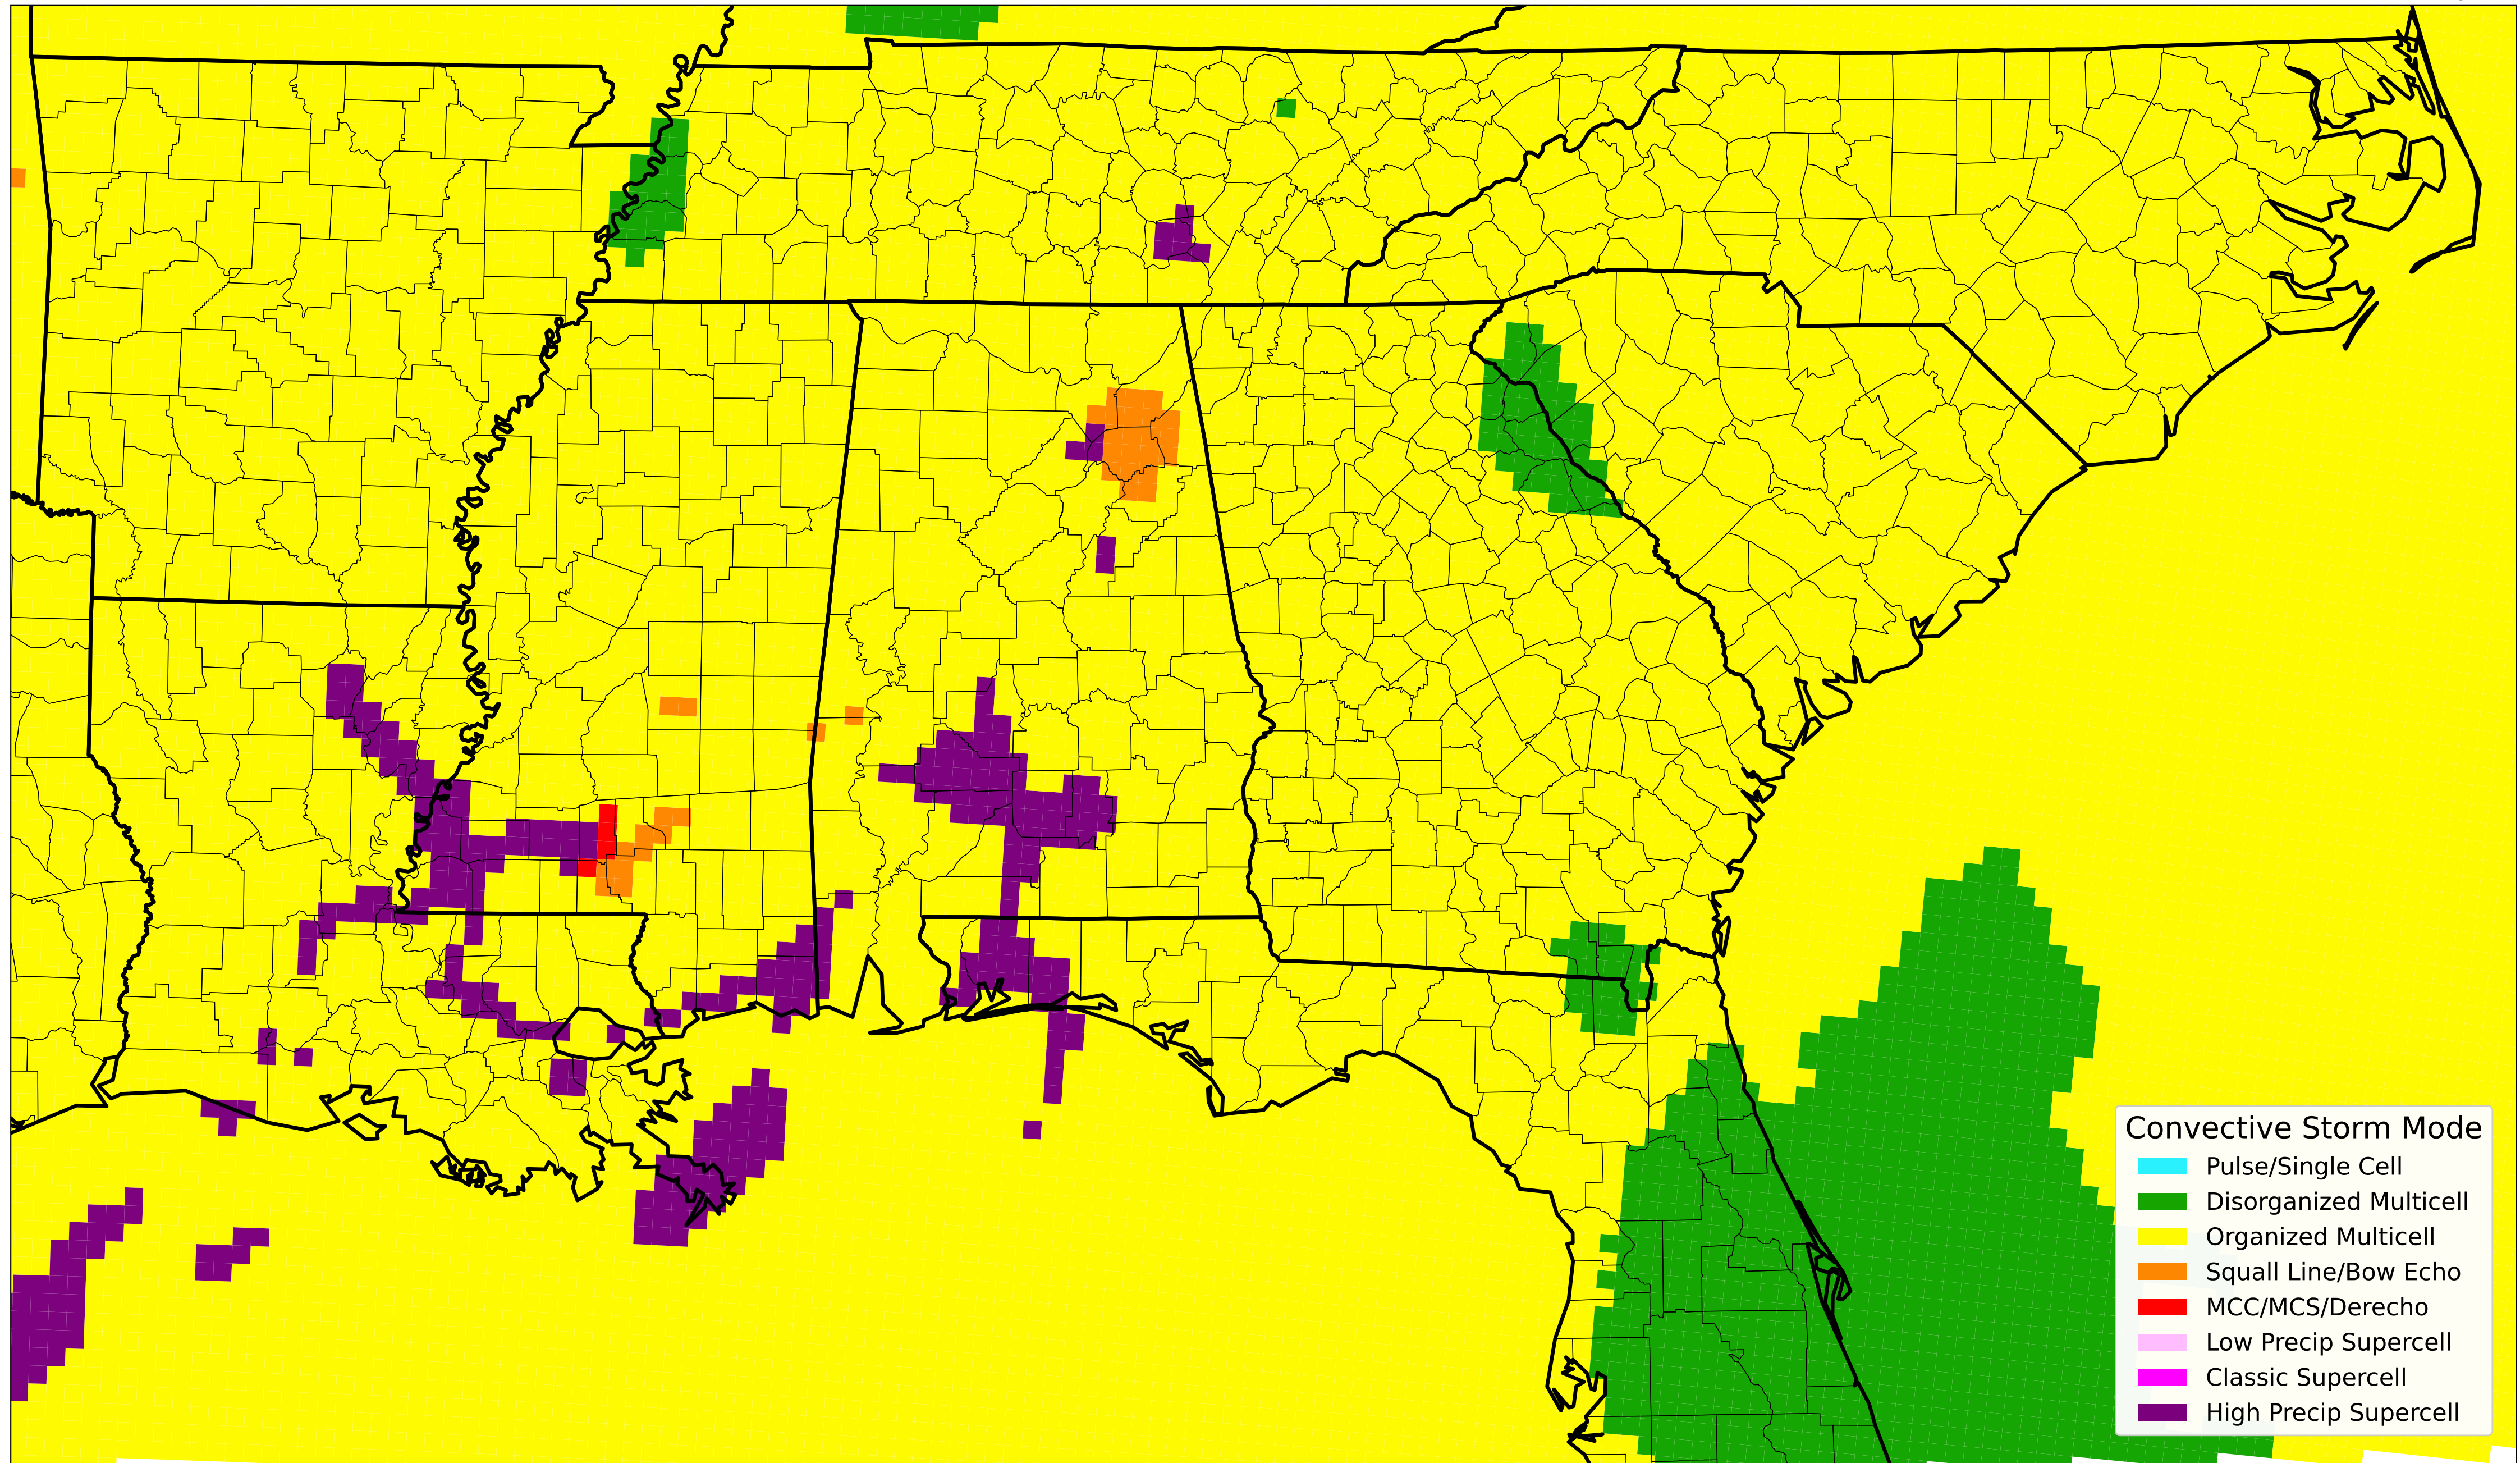 Convective Storm Mode
Pulse/Single Cell
Disorganized Multicell
Organized Multicell
Squall Line/Bow Echo
MCC/MCS/Derecho
Low Precip Supercell
Classic Supercell
High Precip Supercell